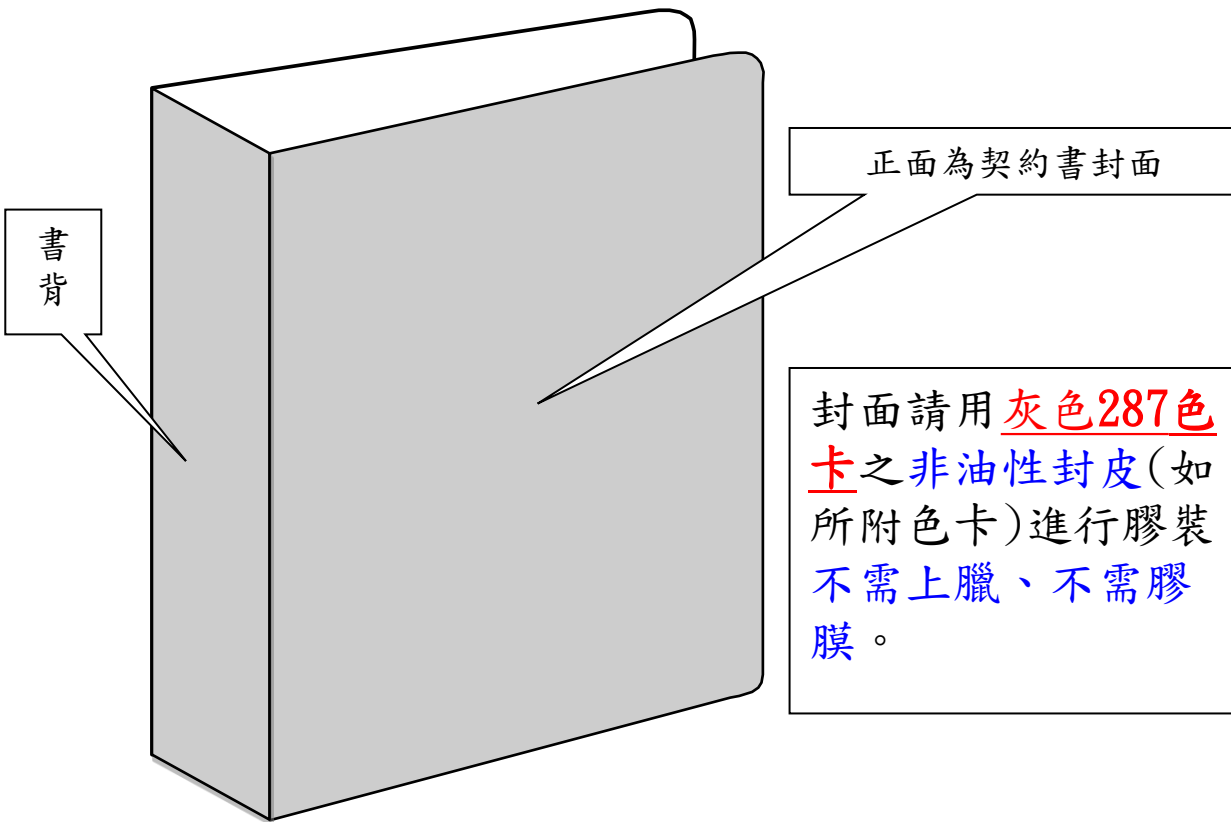 正面為契約書封面
書
背
封面請用灰色287色
卡之非油性封皮(如
所附色卡)進行膠裝
不需上臘、不需膠
膜。